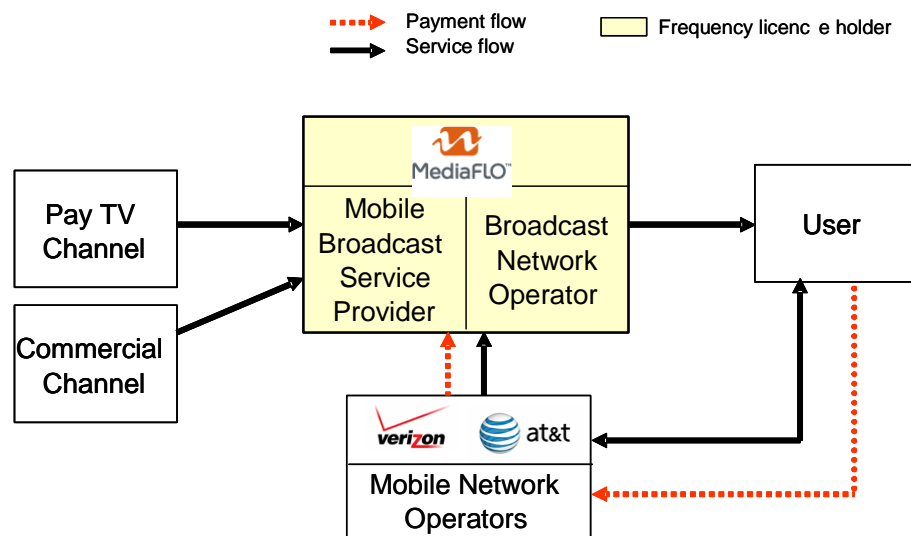 Payment flow
Service flow
Frequency licenc e holder
MediaFLO™
Pay TV
Channel
Commercial
Channel
Mobile
Broadcast
Service
Provider
Broadcast
Network
Operator
User
verizon
at&t
Mobile Network
Operators